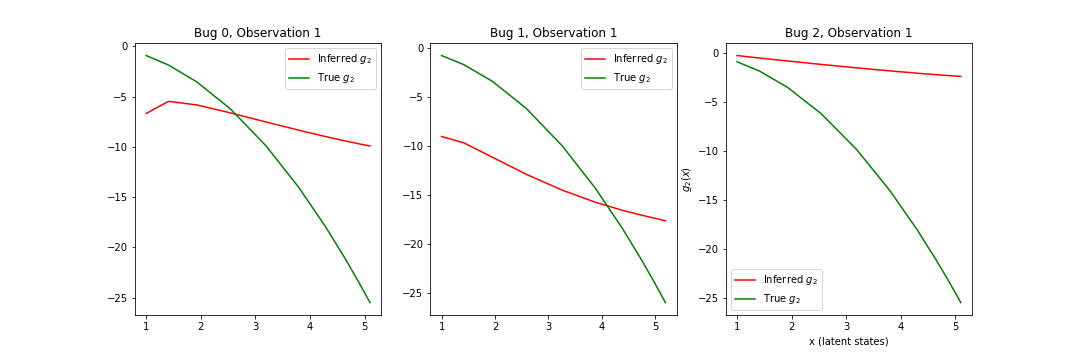 Bug 0, Observation 1
0
−5
−10
−15
−20
−25
1 2 3 4 5
Inferred g₂
True g₂
Bug 1, Observation 1
0
−5
−10
−15
−20
−25
1 2 3 4 5
Inferred g₂
True g₂
Bug 2, Observation 1
g₂(x)
0
−5
−10
−15
−20
−25
1 2 3 4 5
x (latent states)
Inferred g₂
True g₂